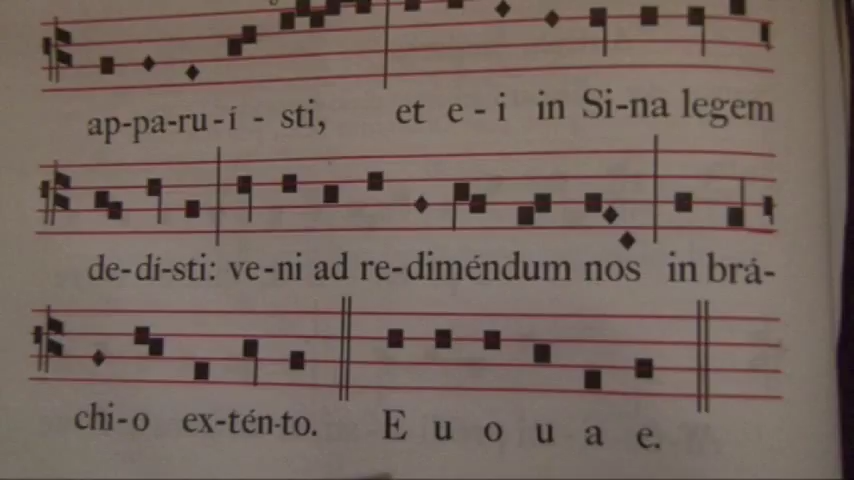 ap-pa-ru-í - sti, et e - i in Si-na legem
de-dí-sti: ve-ni ad re-diméndum nos in brá-
chi-o ex-tén-to. E u o u a e.